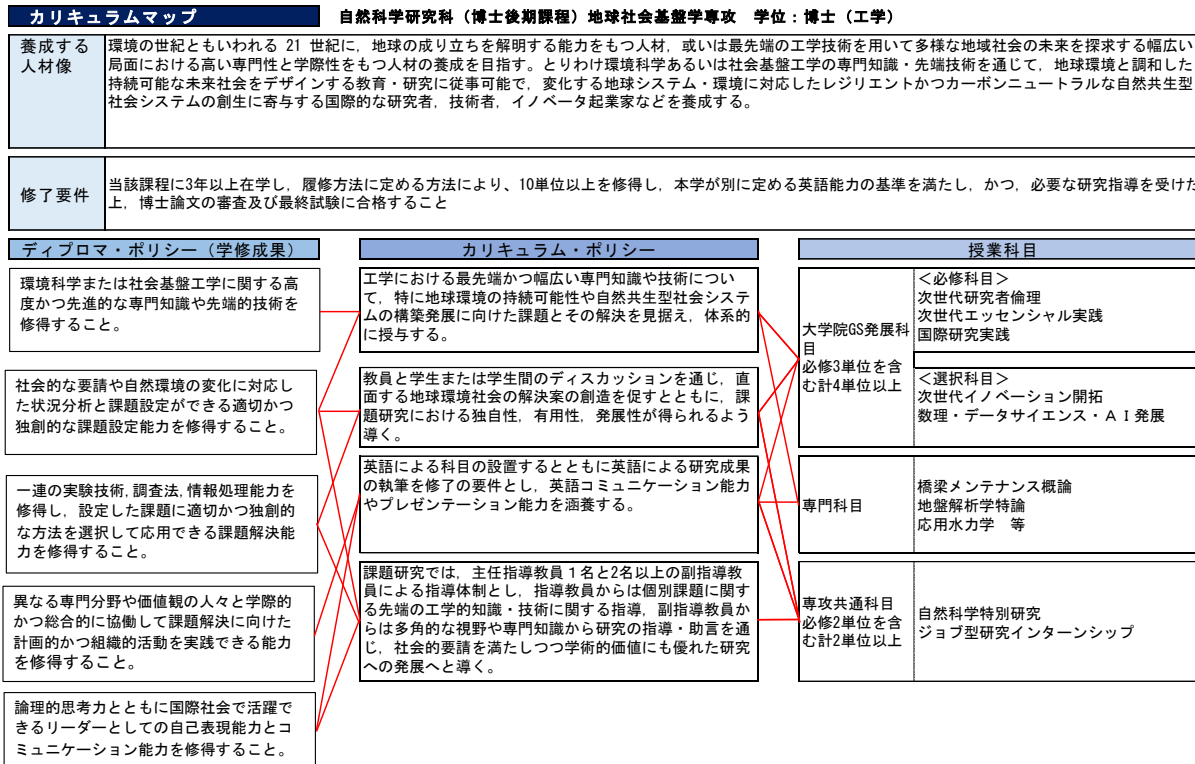 カリキュラムマップ
自然科学研究科（博士後期課程）地球社会基盤学専攻　学位：博士（工学）
養成する
人材像
環境の世紀ともいわれる 21 世紀に，地球の成り立ちを解明する能力をもつ人材，或いは最先端の工学技術を用いて多様な地域社会の未来を探求する幅広い
局面における高い専門性と学際性をもつ人材の養成を目指す。とりわけ環境科学あるいは社会基盤工学の専門知識・先端技術を通じて，地球環境と調和した
持続可能な未来社会をデザインする教育・研究に従事可能で，変化する地球システム・環境に対応したレジリエントかつカーボンニュートラルな自然共生型
社会システムの創生に寄与する国際的な研究者，技術者，イノベータ起業家などを養成する。
修了要件
当該課程に3年以上在学し，履修方法に定める方法により、10単位以上を修得し，本学が別に定める英語能力の基準を満たし，かつ，必要な研究指導を受けた
上，博士論文の審査及び最終試験に合格すること
ディプロマ・ポリシー（学修成果）
環境科学または社会基盤工学に関する高
度かつ先進的な専門知識や先端的技術を
修得すること。
社会的な要請や自然環境の変化に対応し
た状況分析と課題設定ができる適切かつ
独創的な課題設定能力を修得すること。
一連の実験技術,調査法,情報処理能力を
修得し，設定した課題に適切かつ独創的
な方法を選択して応用できる課題解決能
力を修得すること。
異なる専門分野や価値観の人々と学際的
かつ総合的に協働して課題解決に向けた
計画的かつ組織的活動を実践できる能力
を修得すること。
論理的思考力とともに国際社会で活躍で
きるリーダーとしての自己表現能力とコ
ミュニケーション能力を修得すること。
カリキュラム・ポリシー
工学における最先端かつ幅広い専門知識や技術につい
て，特に地球環境の持続可能性や自然共生型社会システ
ムの構築発展に向けた課題とその解決を見据え，体系的
に授与する。
教員と学生または学生間のディスカッションを通じ，直
面する地球環境社会の解決案の創造を促すとともに，課
題研究における独自性，有用性，発展性が得られるよう
導く。
英語による科目の設置するとともに英語による研究成果
の執筆を修了の要件とし，英語コミュニケーション能力
やプレゼンテーション能力を涵養する。
課題研究では，主任指導教員１名と2名以上の副指導教
員による指導体制とし，指導教員からは個別課題に関す
る先端の工学的知識・技術に関する指導，副指導教員か
らは多角的な視野や専門知識から研究の指導・助言を通
じ，社会的要請を満たしつつ学術的価値にも優れた研究
への発展へと導く。
授業科目
大学院GS発展科
目
必修3単位を含
む計4単位以上
＜必修科目＞
次世代研究者倫理
次世代エッセンシャル実践
国際研究実践
＜選択科目＞
次世代イノベーション開拓
数理・データサイエンス・ＡＩ発展
専門科目
橋梁メンテナンス概論
地盤解析学特論
応用水力学　等
専攻共通科目
必修2単位を含
む計2単位以上
自然科学特別研究
ジョブ型研究インターンシップ